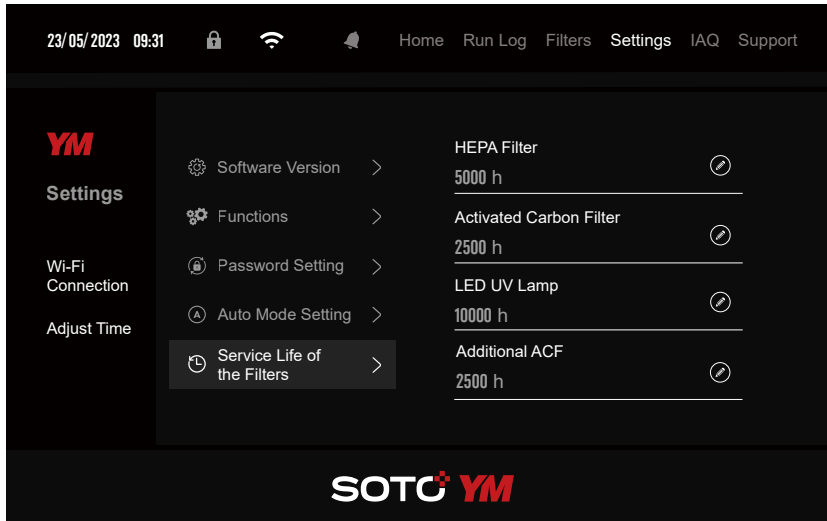 23/05/2023 09:31 Home Run Log Filters Settings IAQ Support
YM
Settings
Wi-Fi
Connection
Adjust Time
Software Version
Functions
Password Setting
A Auto Mode Setting
Service Life of
the Filters
HEPA Filter
5000 h
Activated Carbon Filter
2500 h
LED UV Lamp
10000 h
Additional ACF
2500 h
SOTO YM